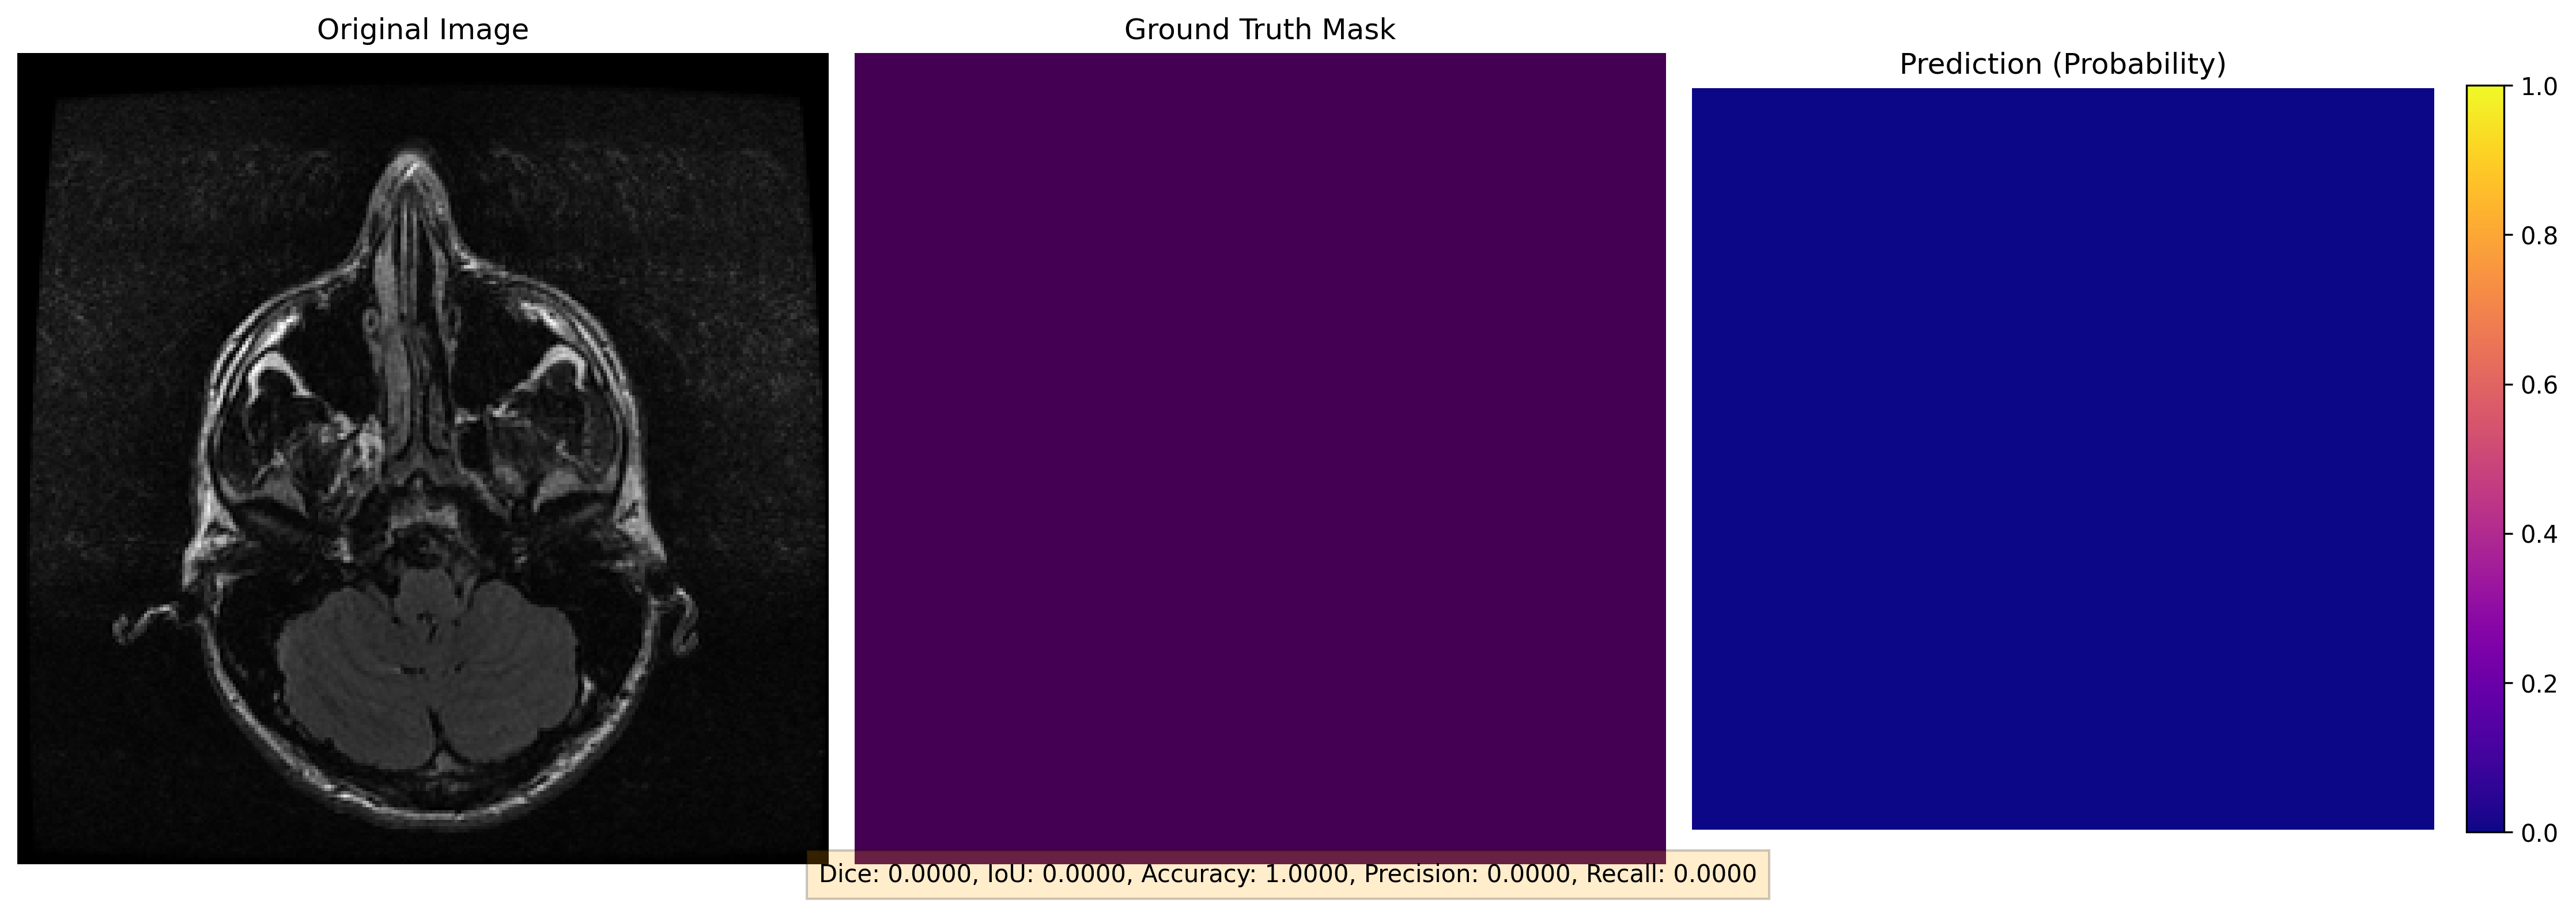 Original Image
Ground Truth Mask
Prediction (Probability)
1.0
0.8
0.6
0.4
0.2
0.0
Dice: 0.0000, IoU: 0.0000, Accuracy: 1.0000, Precision: 0.0000, Recall: 0.0000